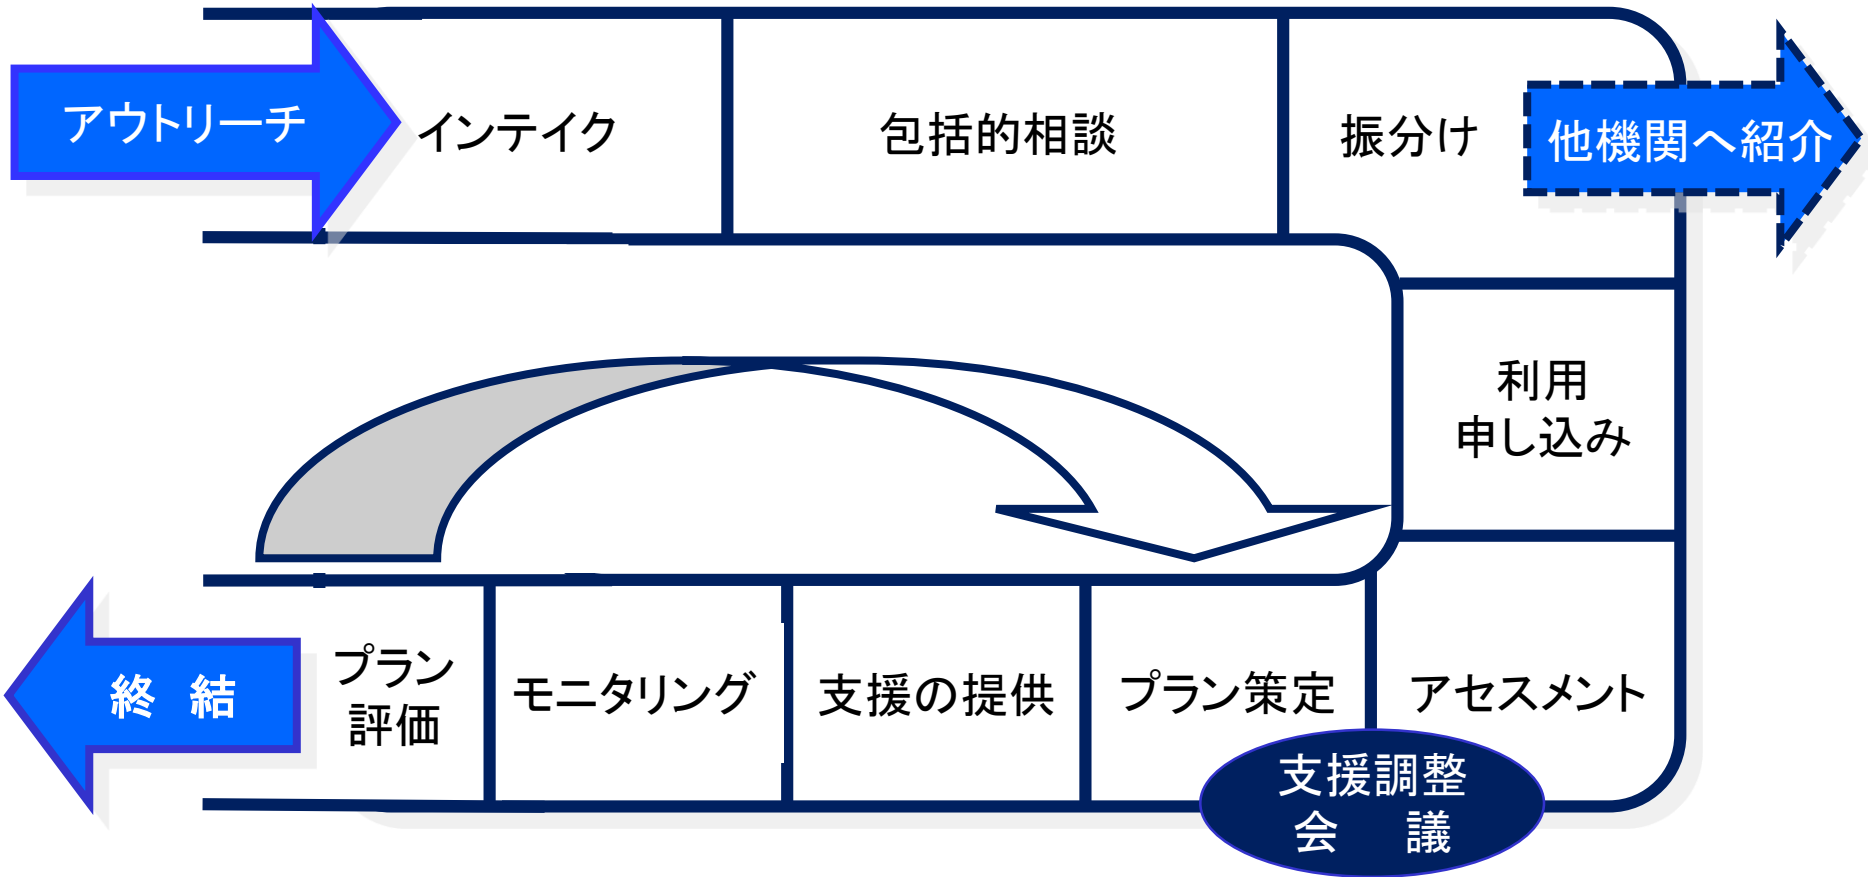 アウトリーチ
インテイク
包括的相談
振分け
他機関へ紹介
利用
申し込み
アセスメント
支援調整
会　議
プラン策定
支援の提供
モニタリング
プラン
評価
終　結